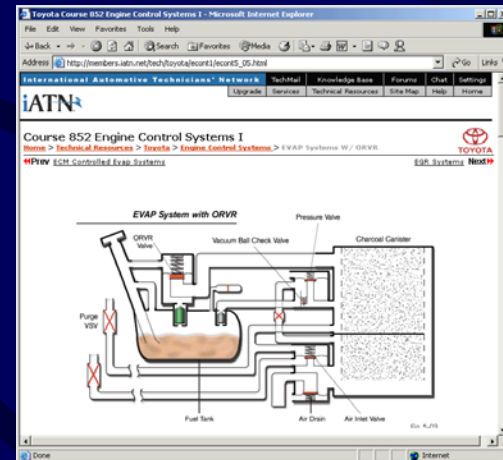 Toyota Course 852 Engine Control Systems I - Microsoft Internet Explorer
File Edit View Favorites Tools Help
Back Search Favorites Media
Address http://members.iatn.net/tech/toyota/econt1/econt5_05.html Go Links
International Automotive Technicians' Network TechMail Knowledge Base Forums Chat Settings
Upgrade Services Technical Resources Site Map Help Home
iATN
Course 852 Engine Control Systems I
Home > Technical Resources > Toyota > Engine Control Systems > EVAP Systems W/ ORVR
TOYOTA
Prev ECM Controlled Evap Systems EGR Systems Next
EVAP System with ORVR
Pressure Valve
ORVR Valve
Vacuum Ball Check Valve
Charcoal Canister
Purge VSV
Fuel Tank
Air Drain
Air Inlet Valve
Done Internet